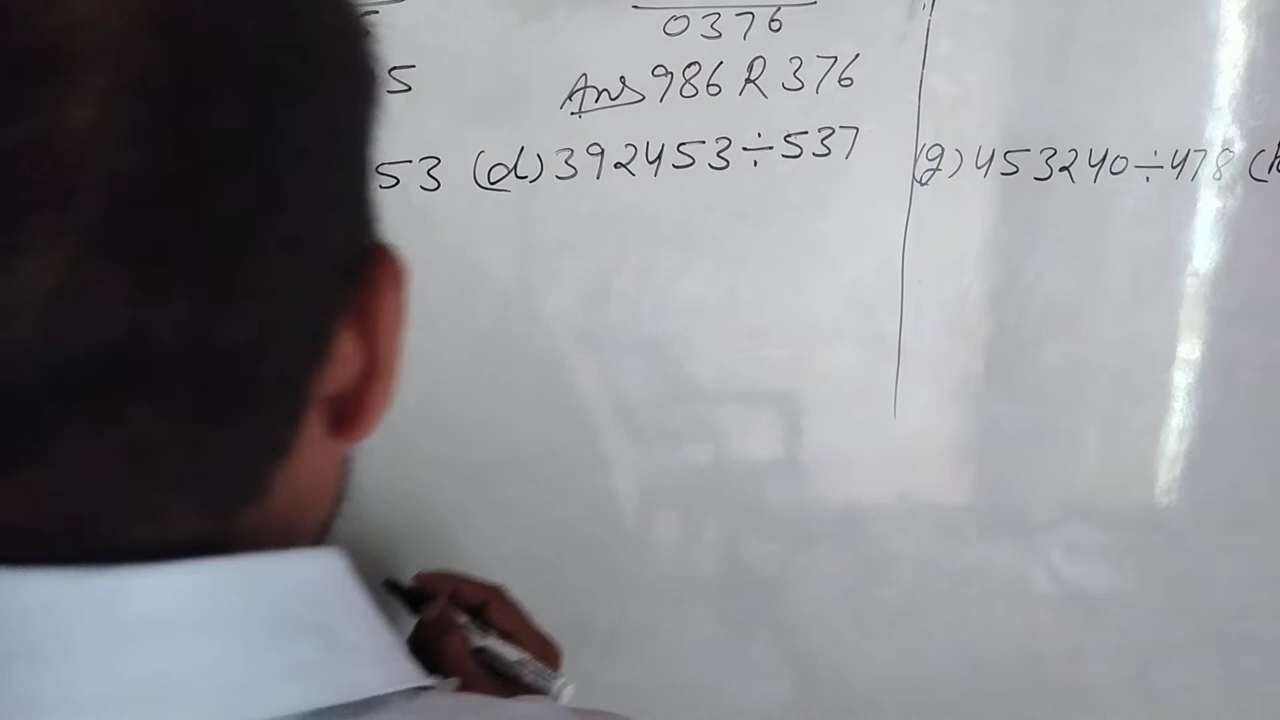 0376
5
Ans 986 R 376
53 (d) 392453÷537
(g) 453240÷478